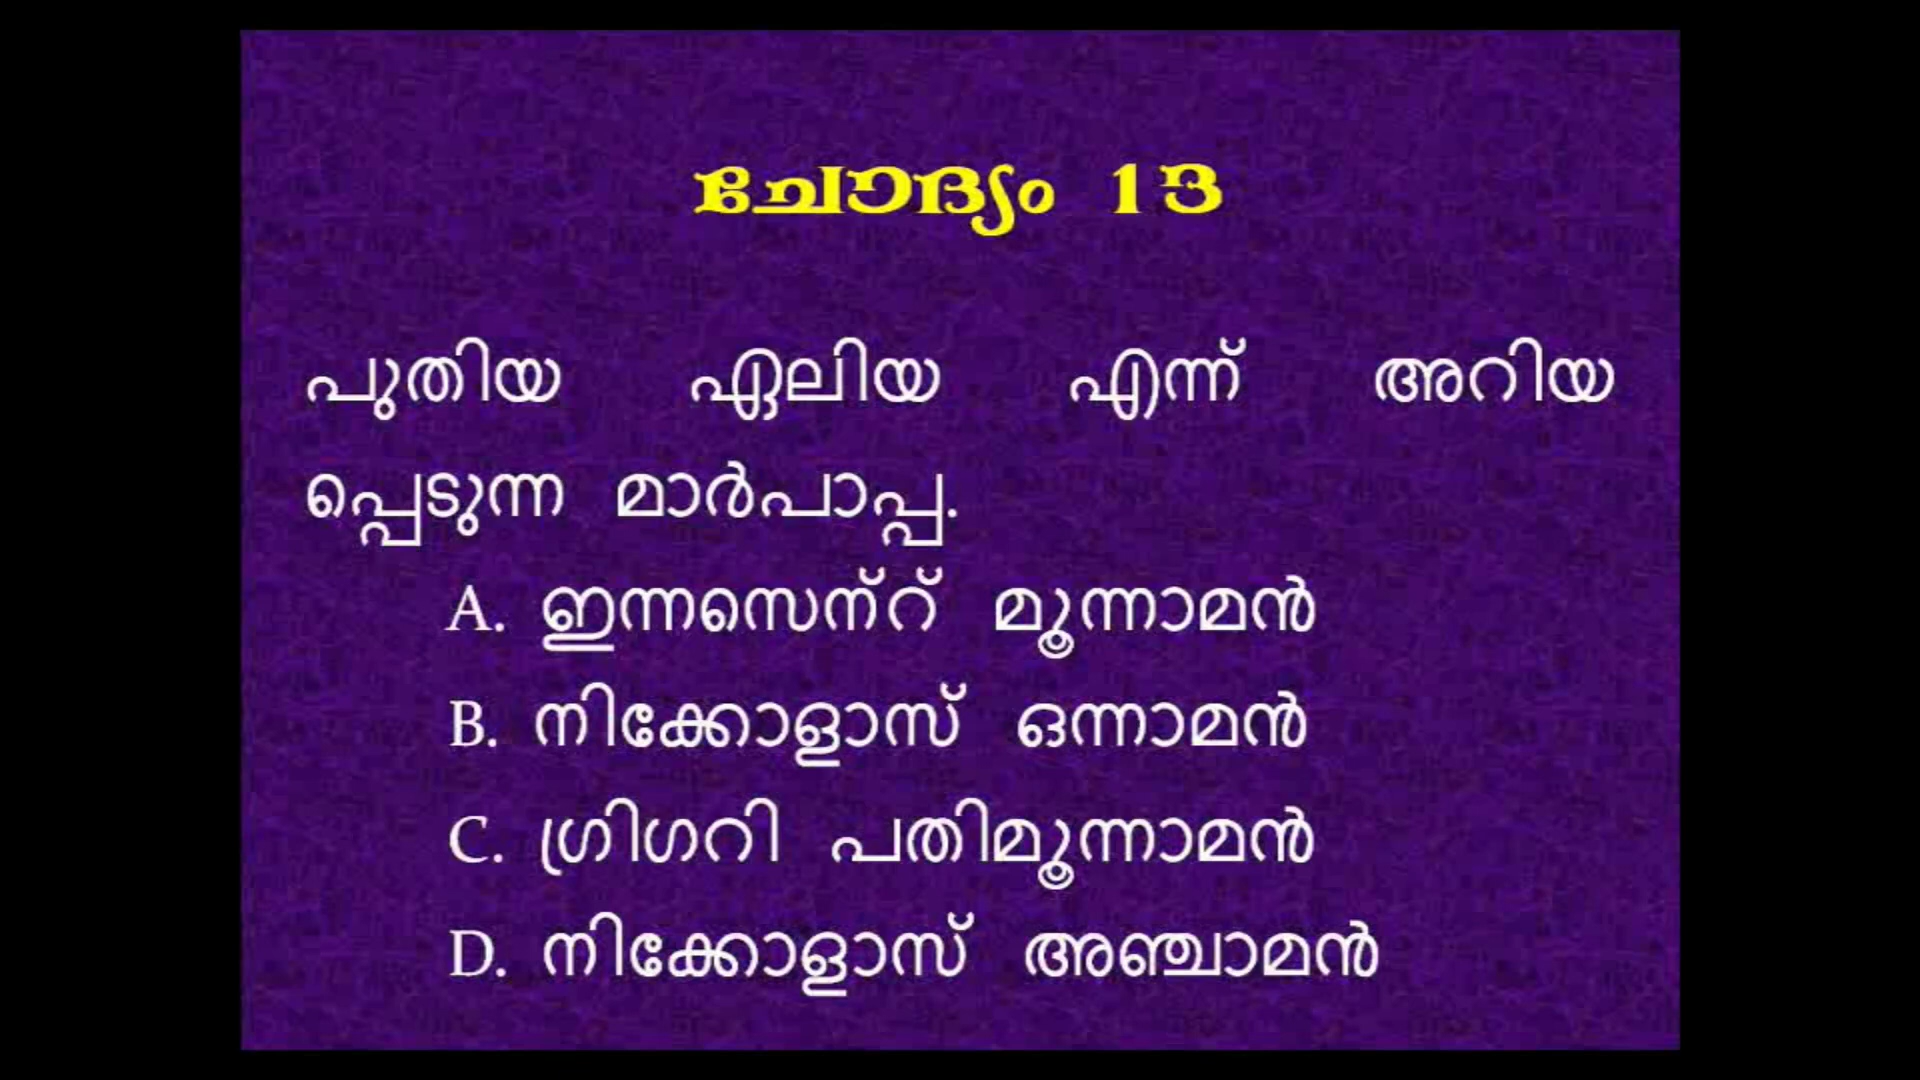 ചോദ്യം 13
പുതിയ ഏലിയ എന്ന് അറിയ
പ്പെടുന്ന മാർപാപ്പ.
A. ഇന്നസെന്റ് മൂന്നാമൻ
B. നിക്കോളാസ് ഒന്നാമൻ
C. ഗ്രിഗറി പതിമൂന്നാമൻ
D. നിക്കോളാസ് അഞ്ചാമൻ